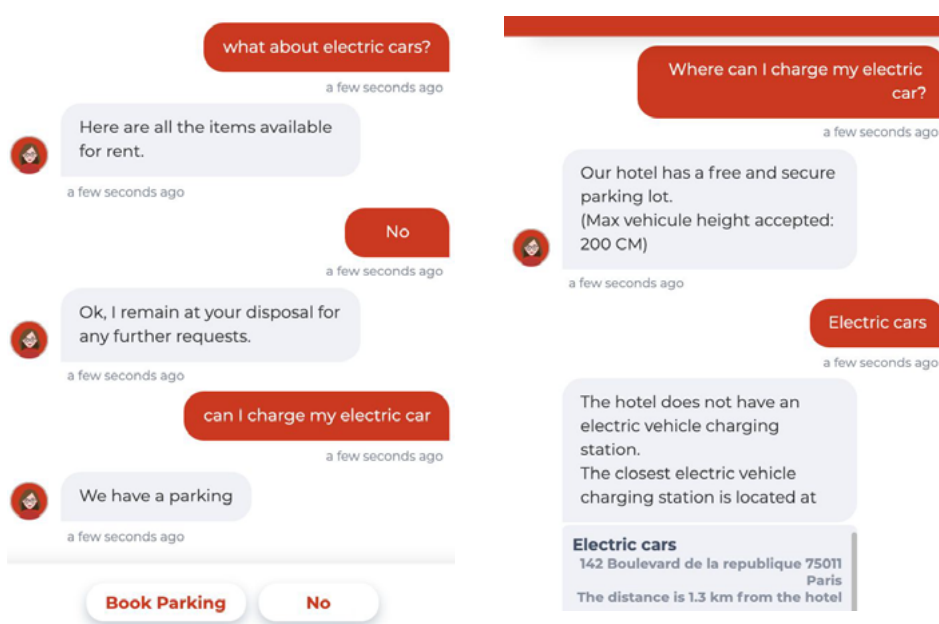 what about electric cars?
a few seconds ago
Here are all the items available
for rent.
a few seconds ago
No
a few seconds ago
Ok, I remain at your disposal for
any further requests.
a few seconds ago
can I charge my electric car
a few seconds ago
We have a parking
a few seconds ago
Book Parking
No
Where can I charge my electric
car?
a few seconds ago
Our hotel has a free and secure
parking lot.
(Max vehicule height accepted:
200 CM)
a few seconds ago
Electric cars
a few seconds ago
The hotel does not have an
electric vehicle charging
station.
The closest electric vehicle
charging station is located at
Electric cars
142 Boulevard de la republique 75011
Paris
The distance is 1.3 km from the hotel